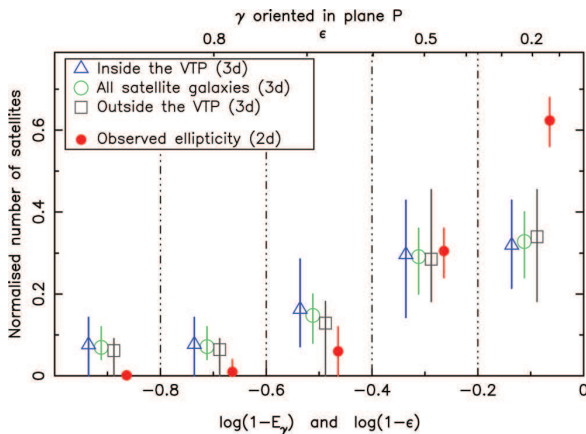 γ oriented in plane P
ϵ
0.8 0.5 0.2
Inside the VTP (3d)
All satellite galaxies (3d)
Outside the VTP (3d)
Observed ellipticity (2d)
Normalised number of satellites
0.6
0.4
0.2
0
−0.8 −0.6 −0.4 −0.2 0
log(1−Eγ) and log(1−ϵ)